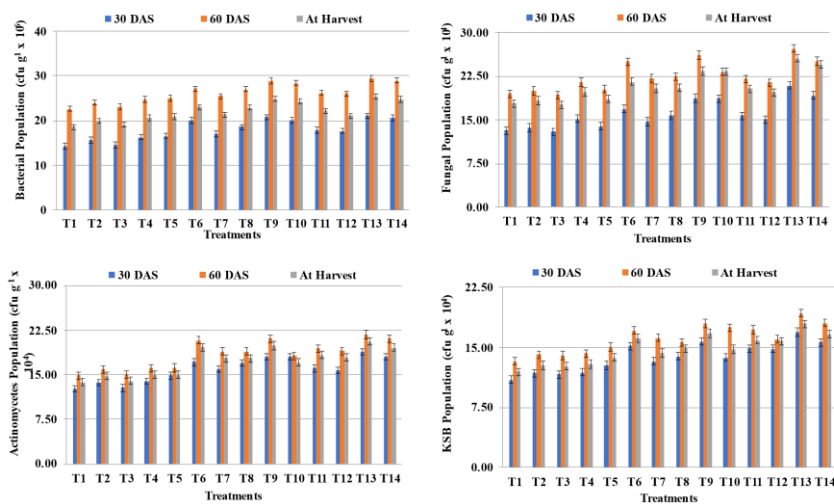 30 DAS 60 DAS At Harvest
Bacterial Population (cfu g¹ x 10⁶)
40
30
20
10
0
T1 T2 T3 T4 T5 T6 T7 T8 T9 T10 T11 T12 T13 T14
Treatments
30 DAS 60 DAS At Harvest
Fungal Population (cfu g¹ x 10⁴)
30.00
22.50
15.00
7.50
0.00
T1 T2 T3 T4 T5 T6 T7 T8 T9 T10 T11 T12 T13 T14
Treatments
30 DAS 60 DAS At Harvest
Actinomycetes Population (cfu g⁻¹ x
10⁴)
30.00
22.50
15.00
7.50
0.00
T1 T2 T3 T4 T5 T6 T7 T8 T9 T10 T11 T12 T13 T14
Treatments
30 DAS 60 DAS At Harvest
KSB Population (cfu g¹ x 10⁴)
22.50
15.00
7.50
0.00
T1 T2 T3 T4 T5 T6 T7 T8 T9 T10 T11 T12 T13 T14
Treatments